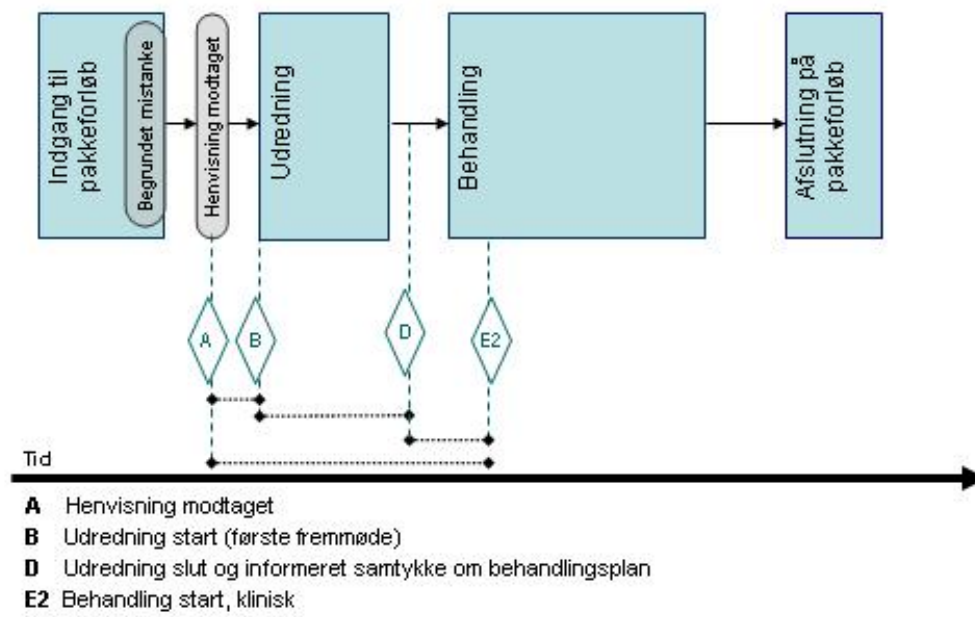 Indgang til
pakkeforløb
Begrundet mistanke
Henvisning modtaget
Udredning
Behandling
Afslutning på
pakkeforløb
A
B
D
E2
Tid
A Henvisning modtaget
B Udredning start (første fremmøde)
D Udredning slut og informeret samtykke om behandlingsplan
E2 Behandling start, klinisk